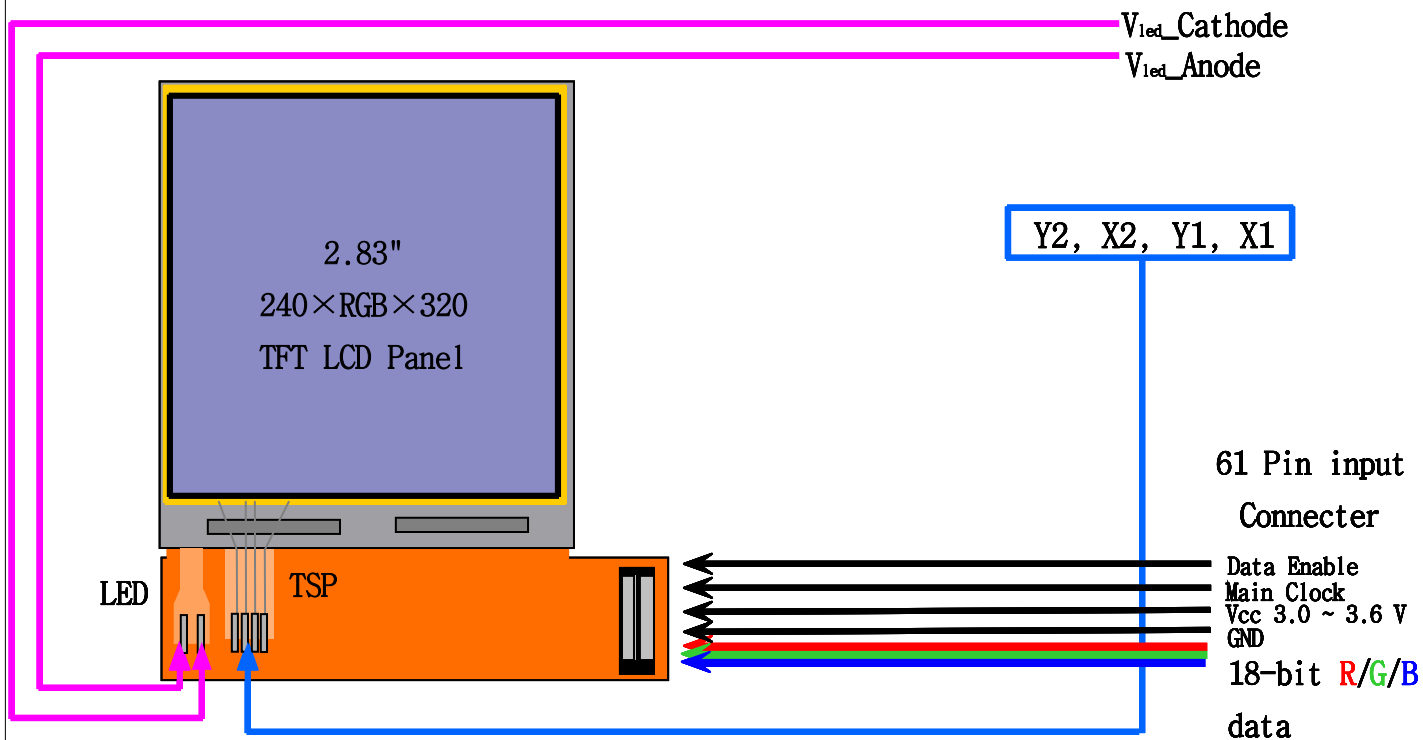 Vled_Cathode
Vled_Anode
Y2, X2, Y1, X1
2.83"
240×RGB×320
TFT LCD Panel
61 Pin input
Connecter
LED
TSP
Data Enable
Main Clock
Vcc 3.0 ~ 3.6 V
GND
18-bit R/G/B
data